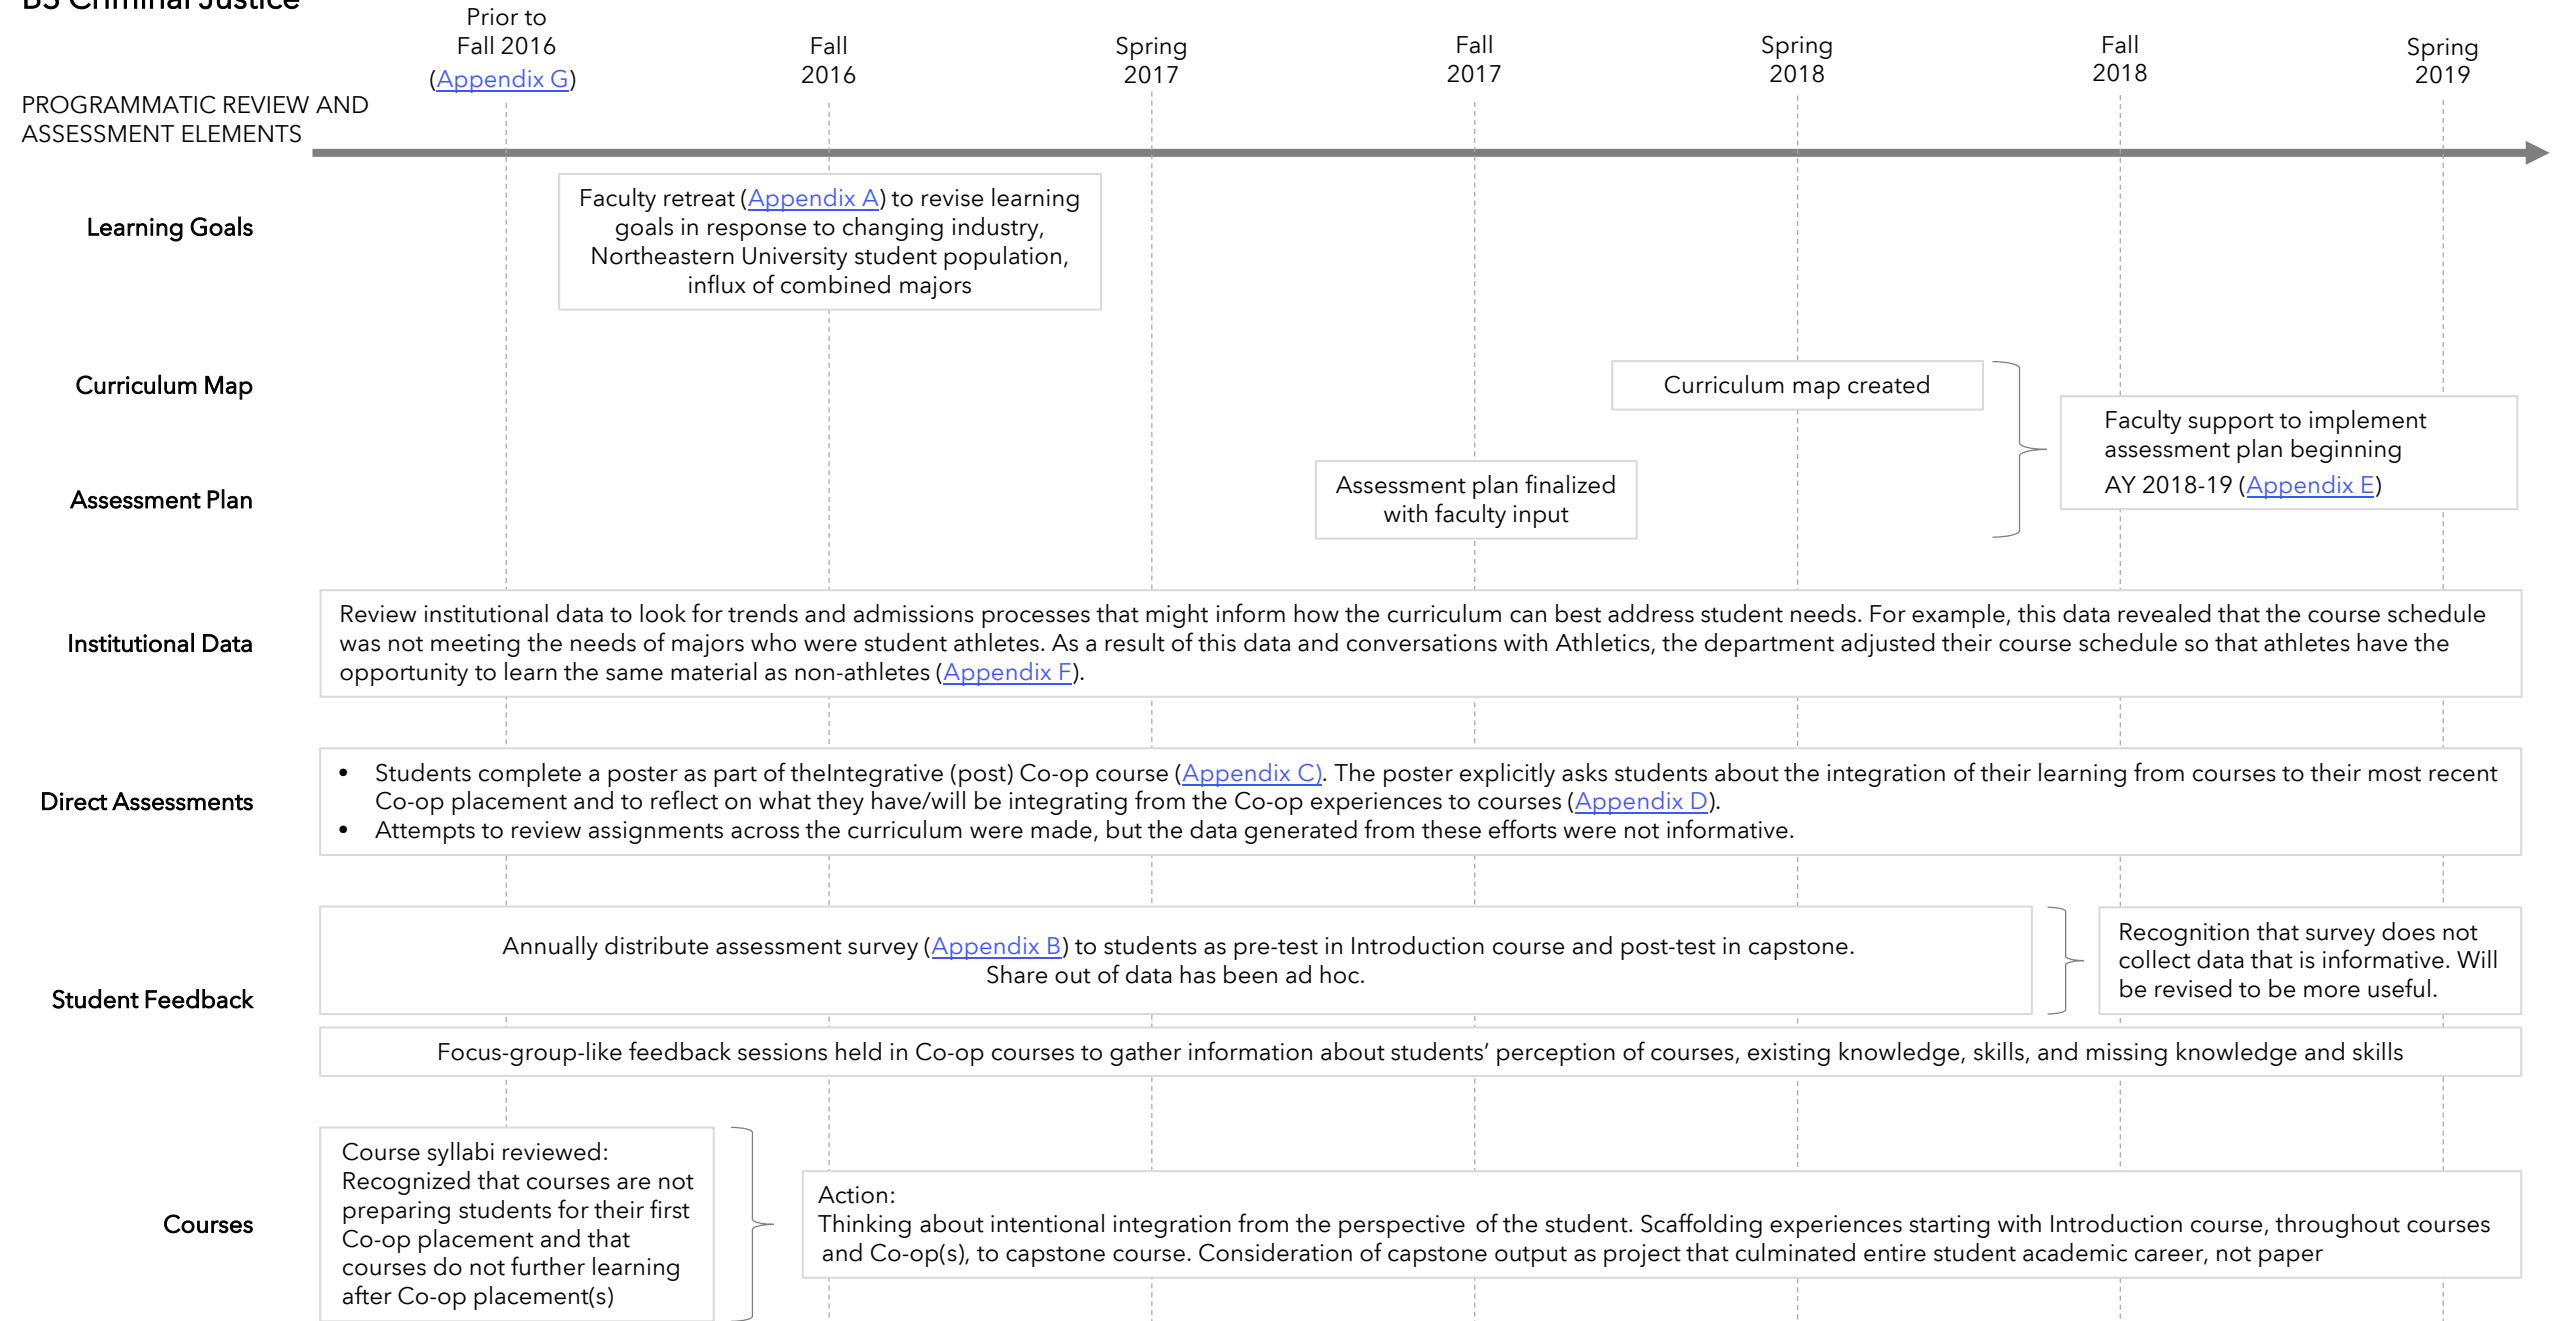 BS Criminal Justice
Prior to
Fall 2016
(Appendix G)
Fall
2016
Spring
2017
Fall
2017
Spring
2018
Fall
2018
Spring
2019
PROGRAMMATIC REVIEW AND
ASSESSMENT ELEMENTS
Learning Goals
Faculty retreat (Appendix A) to revise learning
goals in response to changing industry,
Northeastern University student population,
influx of combined majors
Curriculum Map
Curriculum map created
Faculty support to implement
assessment plan beginning
AY 2018-19 (Appendix E)
Assessment Plan
Assessment plan finalized
with faculty input
Institutional Data
Review institutional data to look for trends and admissions processes that might inform how the curriculum can best address student needs. For example, this data revealed that the course schedule
was not meeting the needs of majors who were student athletes. As a result of this data and conversations with Athletics, the department adjusted their course schedule so that athletes have the
opportunity to learn the same material as non-athletes (Appendix F).
Direct Assessments
• Students complete a poster as part of theIntegrative (post) Co-op course (Appendix C). The poster explicitly asks students about the integration of their learning from courses to their most recent
Co-op placement and to reflect on what they have/will be integrating from the Co-op experiences to courses (Appendix D).
• Attempts to review assignments across the curriculum were made, but the data generated from these efforts were not informative.
Student Feedback
Annually distribute assessment survey (Appendix B) to students as pre-test in Introduction course and post-test in capstone.
Share out of data has been ad hoc.
Recognition that survey does not
collect data that is informative. Will
be revised to be more useful.
Focus-group-like feedback sessions held in Co-op courses to gather information about students’ perception of courses, existing knowledge, skills, and missing knowledge and skills
Courses
Course syllabi reviewed:
Recognized that courses are not
preparing students for their first
Co-op placement and that
courses do not further learning
after Co-op placement(s)
Action:
Thinking about intentional integration from the perspective of the student. Scaffolding experiences starting with Introduction course, throughout courses
and Co-op(s), to capstone course. Consideration of capstone output as project that culminated entire student academic career, not paper